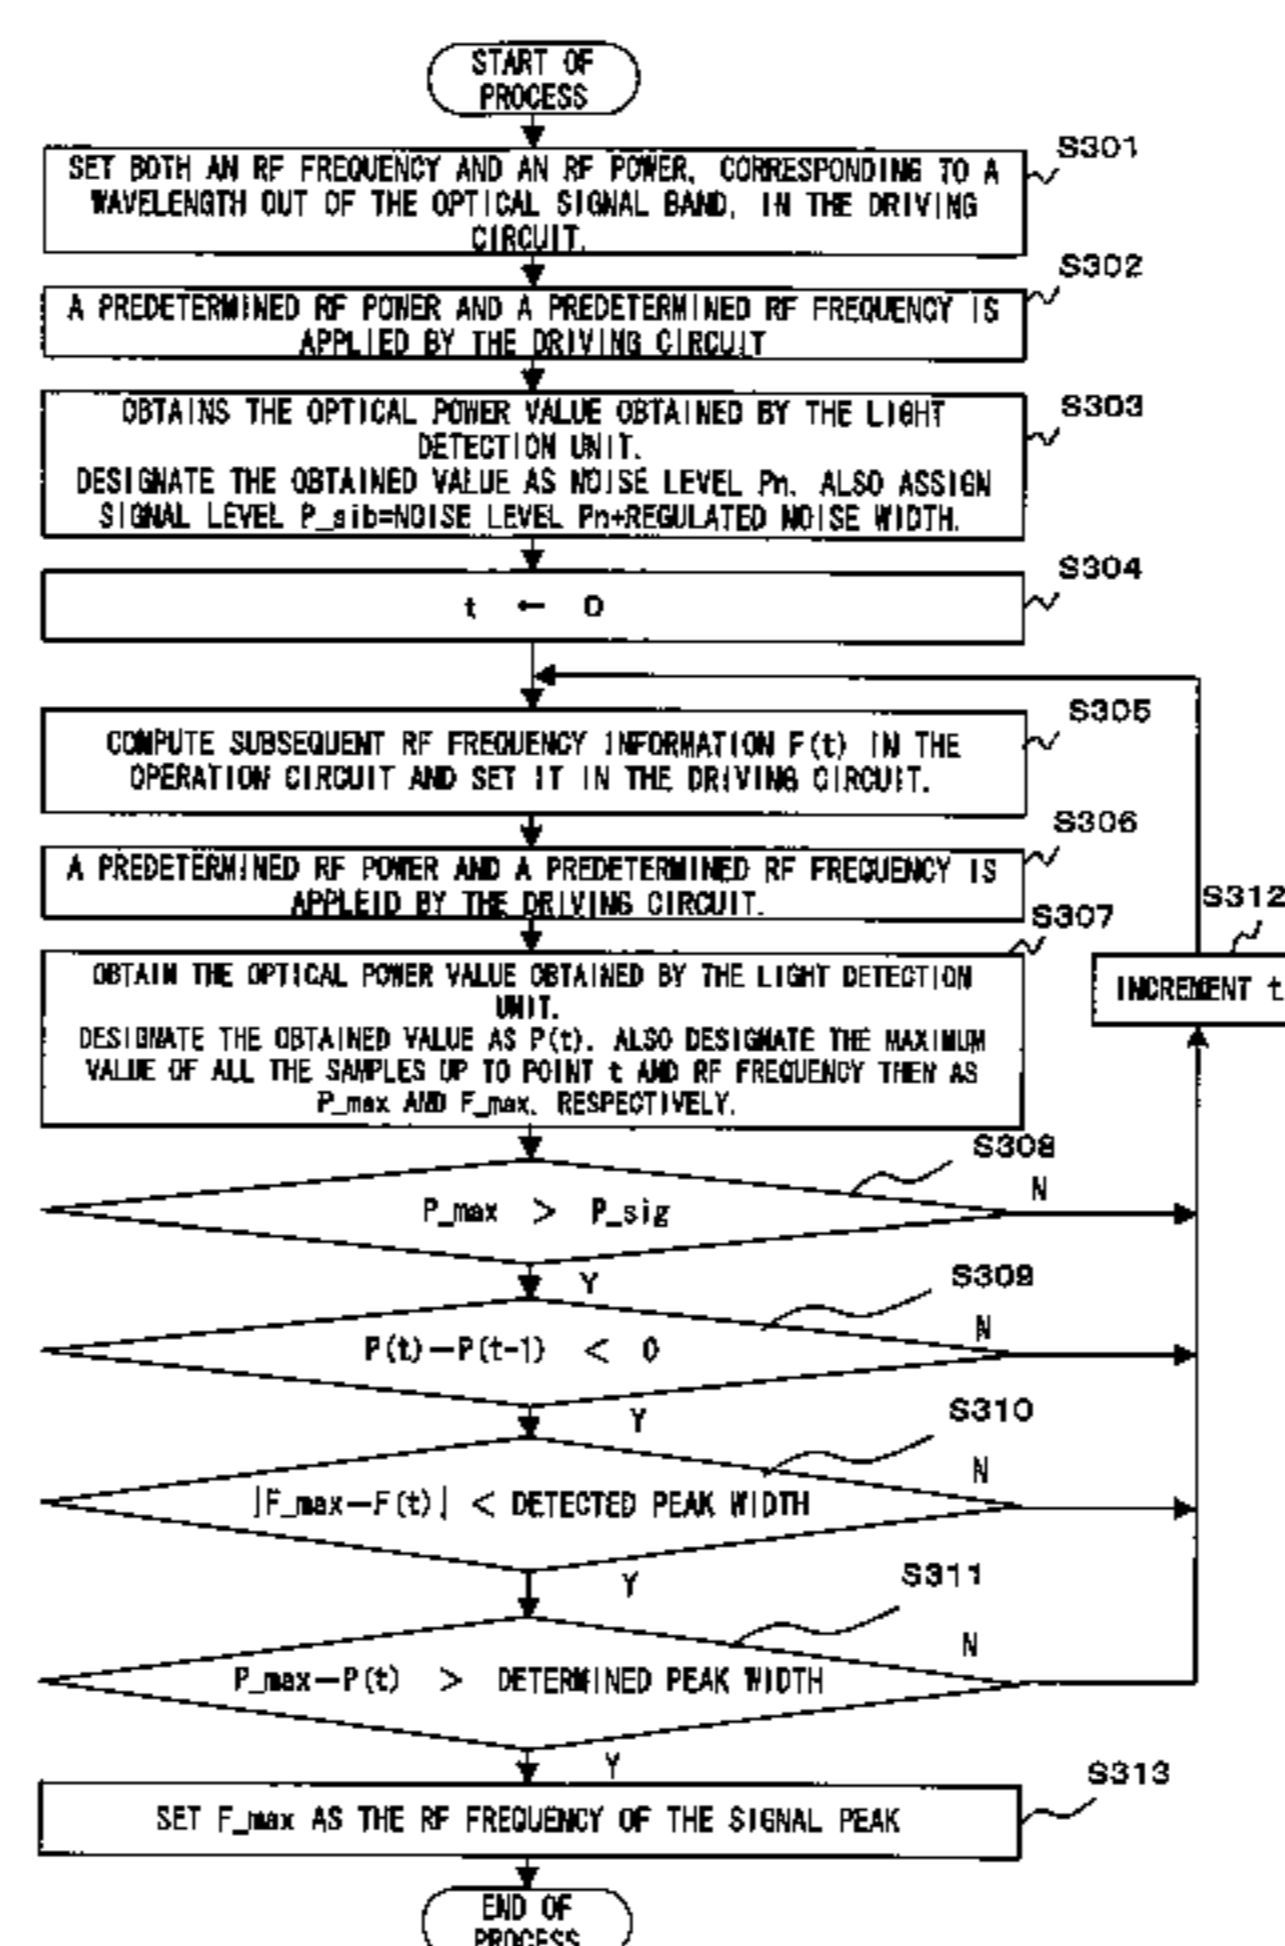 START OF
PROCESS
S301
SET BOTH AN RF FREQUENCY AND AN RF POWER, CORRESPONDING TO A
WAVELENGTH OUT OF THE OPTICAL SIGNAL BAND, IN THE DRIVING
CIRCUIT.
S302
A PREDETERMINED RF POWER AND A PREDETERMINED RF FREQUENCY IS
APPLIED BY THE DRIVING CIRCUIT
S303
OBTAINS THE OPTICAL POWER VALUE OBTAINED BY THE LIGHT
DETECTION UNIT.
DESIGNATE THE OBTAINED VALUE AS NOISE LEVEL Pn. ALSO ASSIGN
SIGNAL LEVEL P_sib=NOISE LEVEL Pn+REGULATED NOISE WIDTH.
S304
t ← 0
S305
COMPUTE SUBSEQUENT RF FREQUENCY INFORMATION F(t) IN THE
OPERATION CIRCUIT AND SET IT IN THE DRIVING CIRCUIT.
S306
A PREDETERMINED RF POWER AND A PREDETERMINED RF FREQUENCY IS
APPLEID BY THE DRIVING CIRCUIT.
S312
INCREMENT t
S307
OBTAIN THE OPTICAL POWER VALUE OBTAINED BY THE LIGHT DETECTION
UNIT.
DESIGNATE THE OBTAINED VALUE AS P(t). ALSO DESIGNATE THE MAXIMUM
VALUE OF ALL THE SAMPLES UP TO POINT t AND RF FREQUENCY THEN AS
P_max AND F_max, RESPECTIVELY.
S308
P_max > P_sig
N
Y
S309
P(t)-P(t-1) < 0
N
Y
S310
|F_max-F(t)| < DETECTED PEAK WIDTH
N
Y
S311
P_max-P(t) > DETERMINED PEAK WIDTH
N
Y
S313
SET F_max AS THE RF FREQUENCY OF THE SIGNAL PEAK
END OF
PROCESS